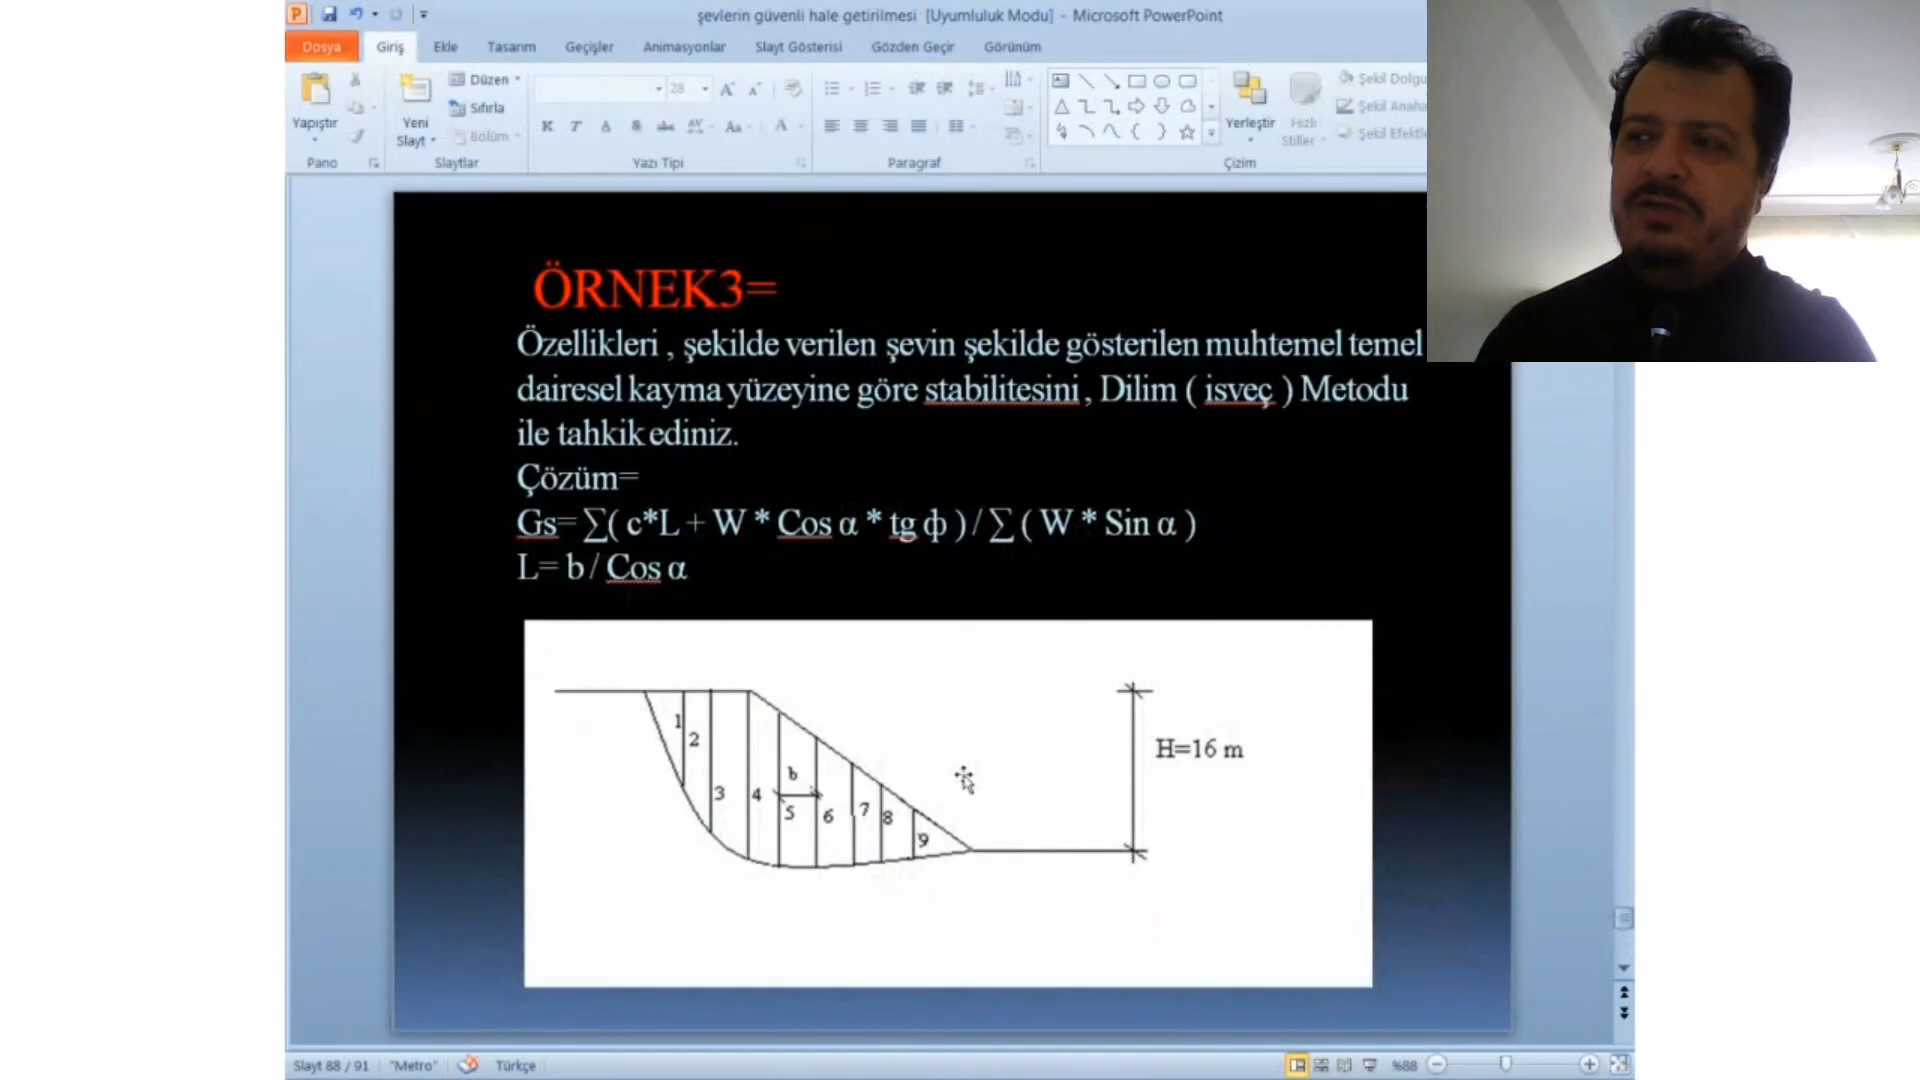 şevlerin güvenli hale getirilmesi [Uyumluluk Modu] - Microsoft PowerPoint
Dosya Giriş Ekle Tasarım Geçişler Animasyonlar Slayt Gösterisi Gözden Geçir Görünüm
Yapıştır
Yeni Slayt
Düzen
Sıfırla
Bölüm
28
Yerleştir
Hızlı Stiller
Şekil Dolgu
Şekil Anaha
Şekil Efektle
Pano Slaytlar Yazı Tipi Paragraf Çizim
ÖRNEK3=
Özellikleri , şekilde verilen şevin şekilde gösterilen muhtemel temel
dairesel kayma yüzeyine göre stabilitesini , Dilim ( isveç ) Metodu
ile tahkik ediniz.
Çözüm=
Gs=∑( c*L + W * Cos α * tg ф ) / ∑ ( W * Sin α )
L= b / Cos α
1
2
3
4
b
5
6
7
8
9
H=16 m
Slayt 88 / 91 "Metro" Türkçe %88